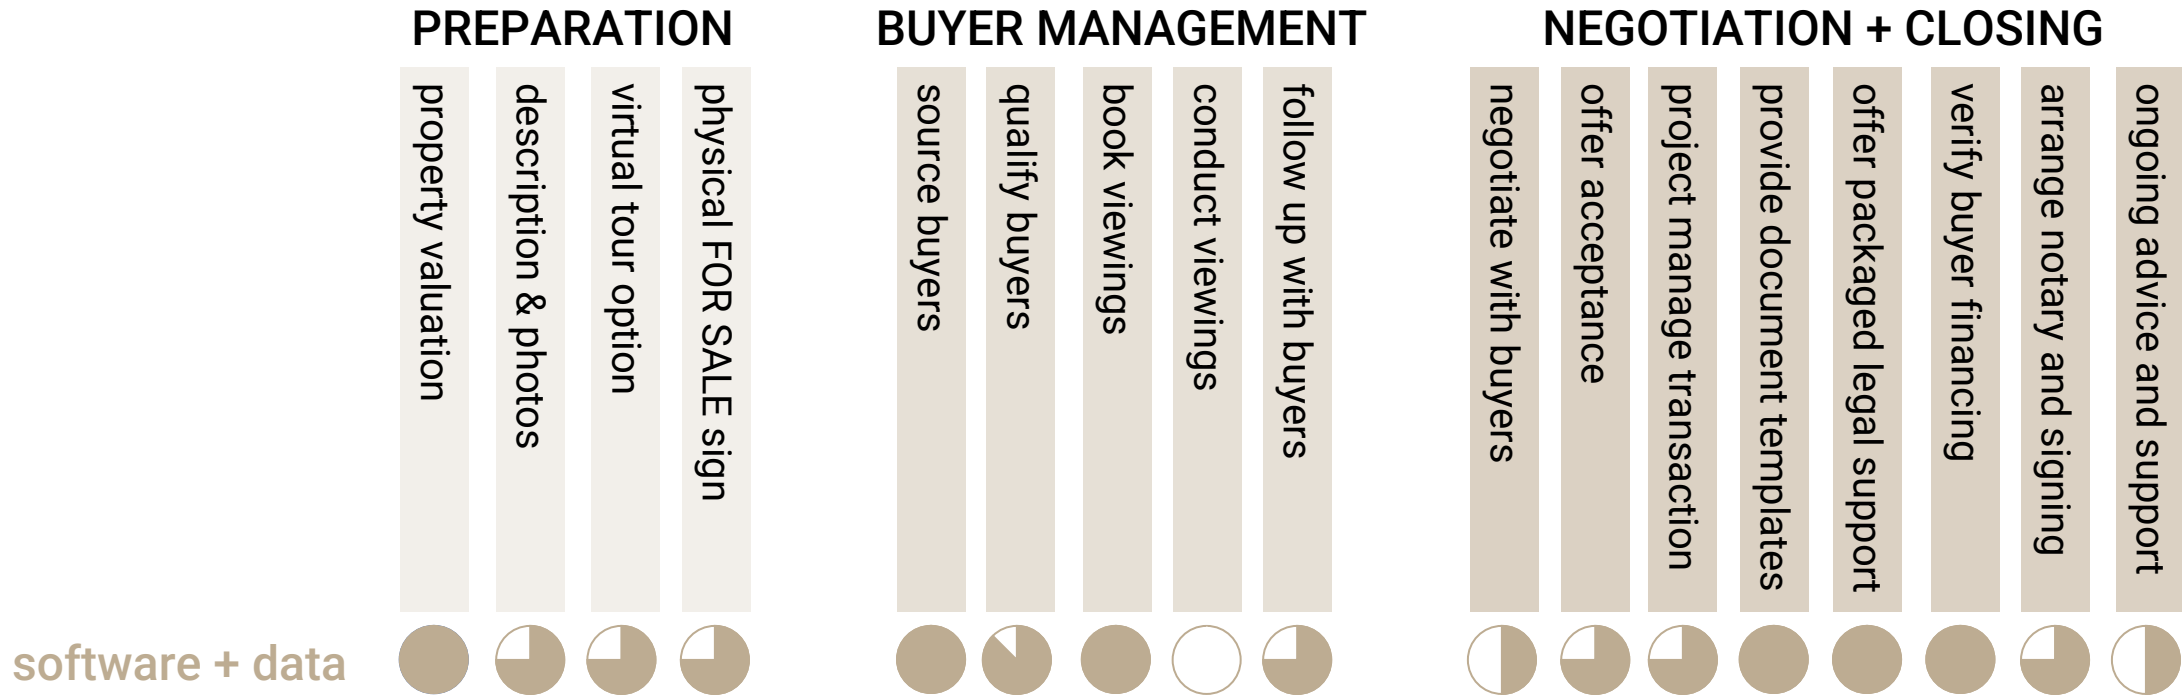 PREPARATION
property valuation
description & photos
virtual tour option
physical FOR SALE sign
BUYER MANAGEMENT
source buyers
qualify buyers
book viewings
conduct viewings
follow up with buyers
NEGOTIATION + CLOSING
negotiate with buyers
offer acceptance
project manage transaction
provide document templates
offer packaged legal support
verify buyer financing
arrange notary and signing
ongoing advice and support
software + data